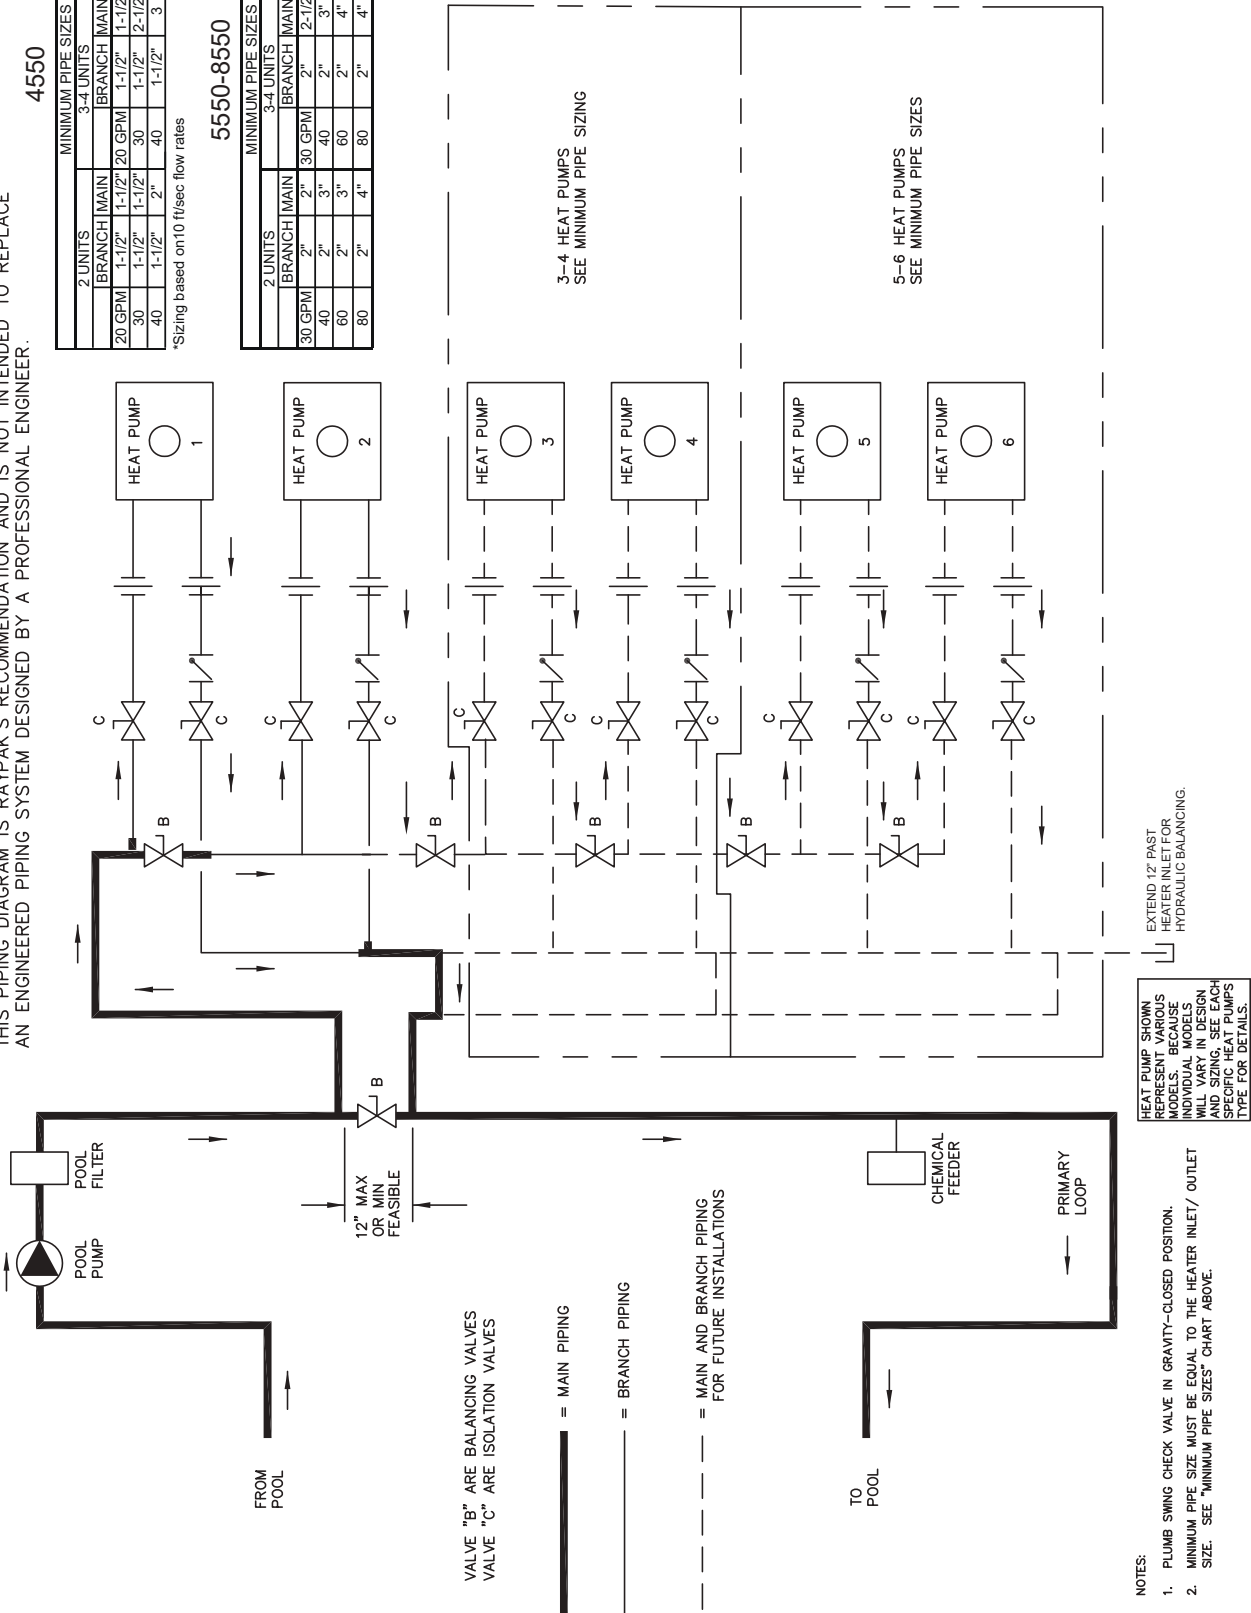 THIS PIPING DIAGRAM IS RAYPAK'S RECOMMENDATION AND IS NOT INTENDED TO REPLACE
AN ENGINEERED PIPING SYSTEM DESIGNED BY A PROFESSIONAL ENGINEER.
4550
MINIMUM PIPE SIZES
2 UNITS 3-4 UNITS
BRANCH MAIN BRANCH MAIN
20 GPM 1-1/2" 1-1/2" 20 GPM 1-1/2" 1-1/2
30 1-1/2" 1-1/2" 30 1-1/2" 2-1/2
40 1-1/2" 2" 40 1-1/2" 3
*Sizing based on10 ft/sec flow rates
5550-8550
MINIMUM PIPE SIZES
2 UNITS 3-4 UNITS
BRANCH MAIN BRANCH MAIN
30 GPM 2" 2" 30 GPM 2" 2-1/2
40 2" 3" 40 2" 3"
60 2" 3" 60 2" 4"
80 2" 4" 80 2" 4"
POOL
PUMP
POOL
FILTER
FROM
POOL
12" MAX
OR MIN
FEASIBLE
B
B
B
B
B
B
C
C
C
C
C
C
C
C
C
C
C
C
HEAT PUMP
1
HEAT PUMP
2
HEAT PUMP
3
HEAT PUMP
4
HEAT PUMP
5
HEAT PUMP
6
3-4 HEAT PUMPS
SEE MINIMUM PIPE SIZING
5-6 HEAT PUMPS
SEE MINIMUM PIPE SIZES
VALVE "B" ARE BALANCING VALVES
VALVE "C" ARE ISOLATION VALVES
= MAIN PIPING
= BRANCH PIPING
= MAIN AND BRANCH PIPING
FOR FUTURE INSTALLATIONS
CHEMICAL
FEEDER
TO
POOL
PRIMARY
LOOP
EXTEND 12" PAST
HEATER INLET FOR
HYDRAULIC BALANCING.
HEAT PUMP SHOWN
REPRESENT VARIOUS
MODELS. BECAUSE
INDIVIDUAL MODELS
WILL VARY IN DESIGN
AND SIZING, SEE EACH
SPECIFIC HEAT PUMPS
TYPE FOR DETAILS.
NOTES:
1. PLUMB SWING CHECK VALVE IN GRAVITY-CLOSED POSITION.
2. MINIMUM PIPE SIZE MUST BE EQUAL TO THE HEATER INLET/ OUTLET
SIZE. SEE "MINIMUM PIPE SIZES" CHART ABOVE.